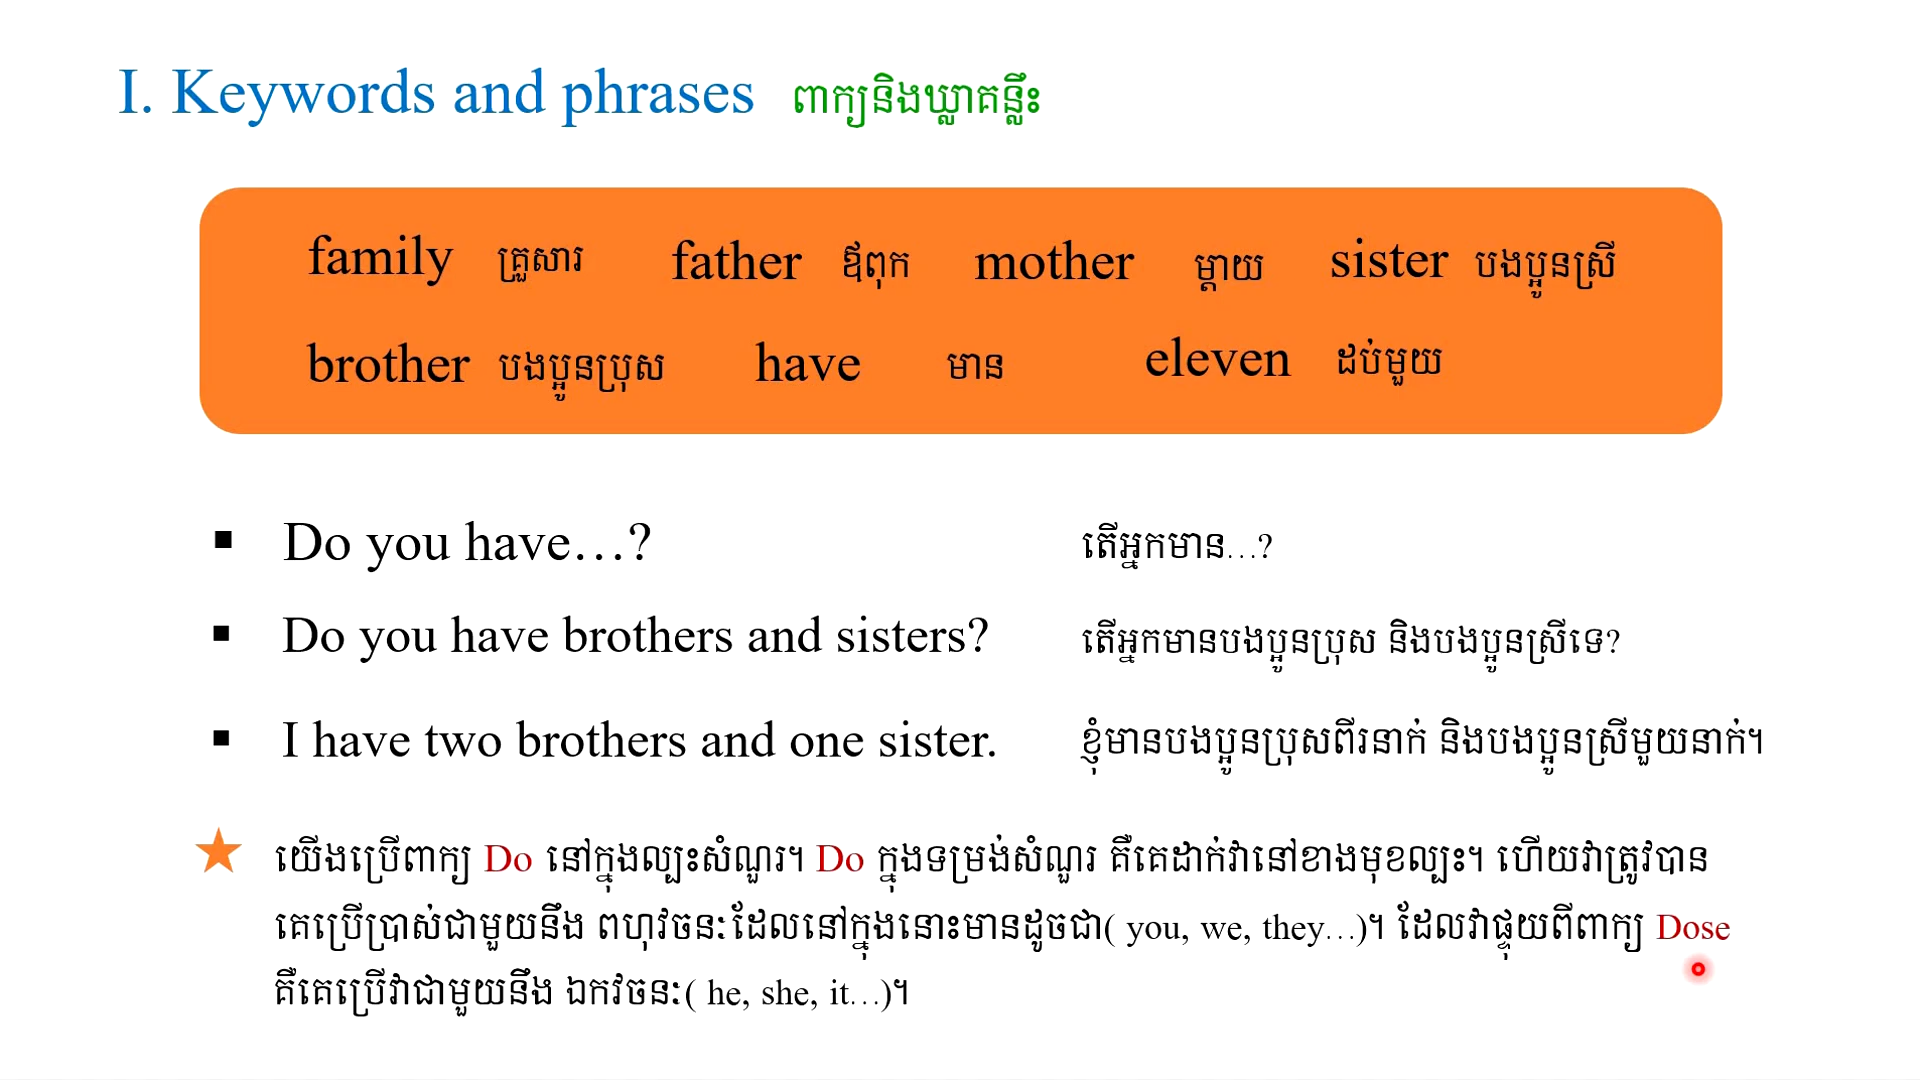 I. Keywords and phrases ពាក្យនិងឃ្លាគន្លឹះ
family គ្រួសារ father ឪពុក mother ម្ដាយ sister បងប្អូនស្រី
brother បងប្អូនប្រុស have មាន eleven ដប់មួយ
▪ Do you have…? តើអ្នកមាន…?
▪ Do you have brothers and sisters? តើអ្នកមានបងប្អូនប្រុស និងបងប្អូនស្រីទេ?
▪ I have two brothers and one sister. ខ្ញុំមានបងប្អូនប្រុសពីរនាក់ និងបងប្អូនស្រីមួយនាក់។
យើងប្រើពាក្យ Do នៅក្នុងល្បះសំណួរ។ Do ក្នុងទម្រង់សំណួរ គឺគេដាក់វានៅខាងមុខល្បះ។ ហើយវាត្រូវបាន
គេប្រើប្រាស់ជាមួយនឹង ពហុវចនៈដែលនៅក្នុងនោះមានដូចជា( you, we, they…)។ ដែលវាផ្ទុយពីពាក្យ Dose
គឺគេប្រើវាជាមួយនឹង ឯកវចនៈ( he, she, it…)។